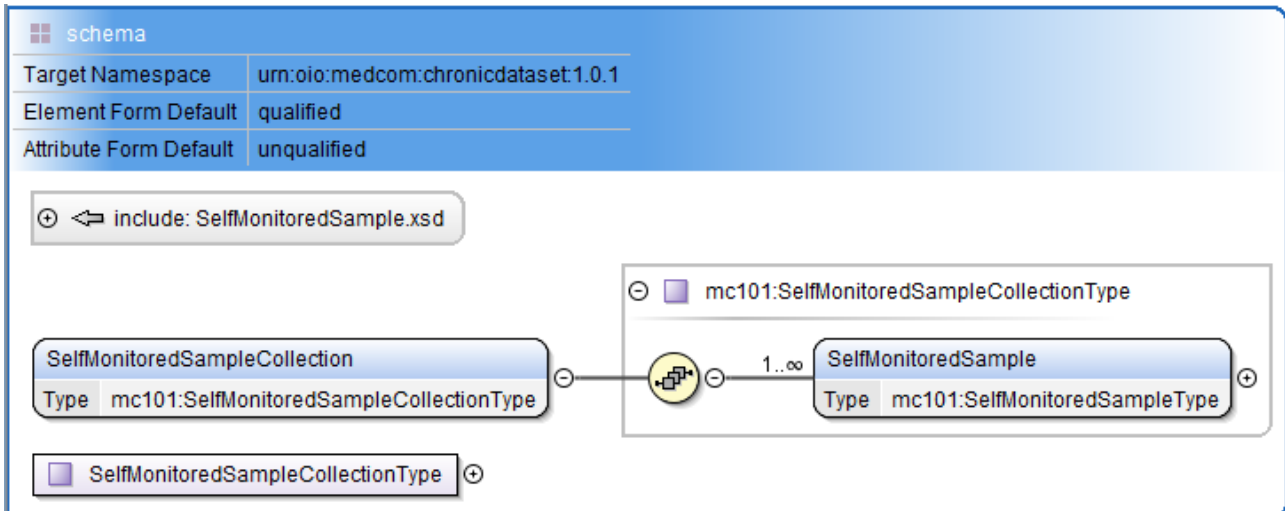 schema
Target Namespace urn:oio:medcom:chronicdataset:1.0.1
Element Form Default qualified
Attribute Form Default unqualified
include: SelfMonitoredSample.xsd
mc101:SelfMonitoredSampleCollectionType
SelfMonitoredSampleCollection
Type mc101:SelfMonitoredSampleCollectionType
1..∞
SelfMonitoredSample
Type mc101:SelfMonitoredSampleType
SelfMonitoredSampleCollectionType